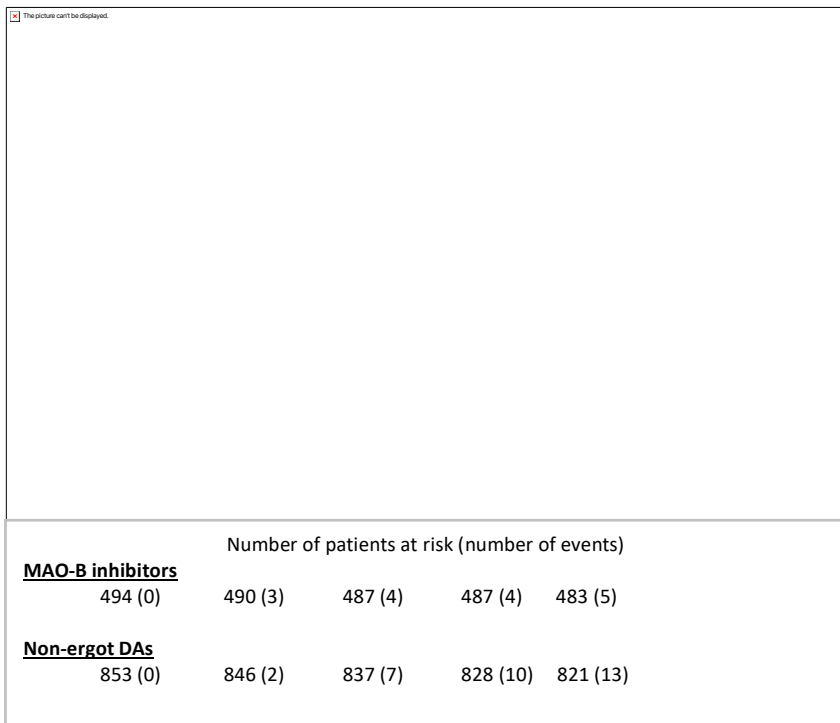 The picture can't be displayed.
Number of patients at risk (number of events)
MAO-B inhibitors
494 (0) 490 (3) 487 (4) 487 (4) 483 (5)
Non-ergot DAs
853 (0) 846 (2) 837 (7) 828 (10) 821 (13)